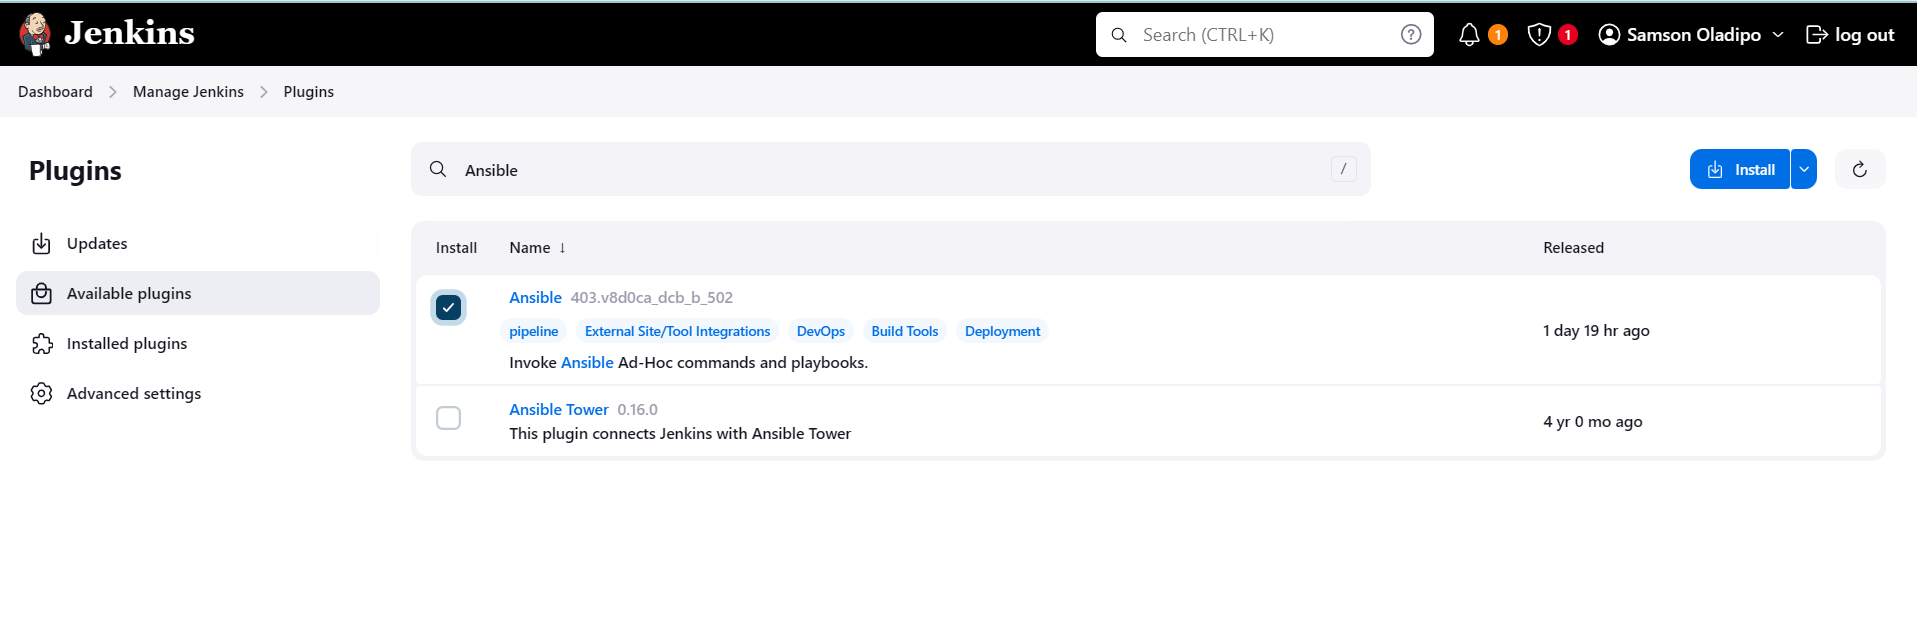 Jenkins
Search (CTRL+K)
1
1
Samson Oladipo
log out
Dashboard
Manage Jenkins
Plugins
Plugins
Ansible
/
Install
Updates
Available plugins
Installed plugins
Advanced settings
Install Name ↓ Released
Ansible 403.v8d0ca_dcb_b_502
pipeline External Site/Tool Integrations DevOps Build Tools Deployment
Invoke Ansible Ad-Hoc commands and playbooks.
1 day 19 hr ago
Ansible Tower 0.16.0
This plugin connects Jenkins with Ansible Tower
4 yr 0 mo ago